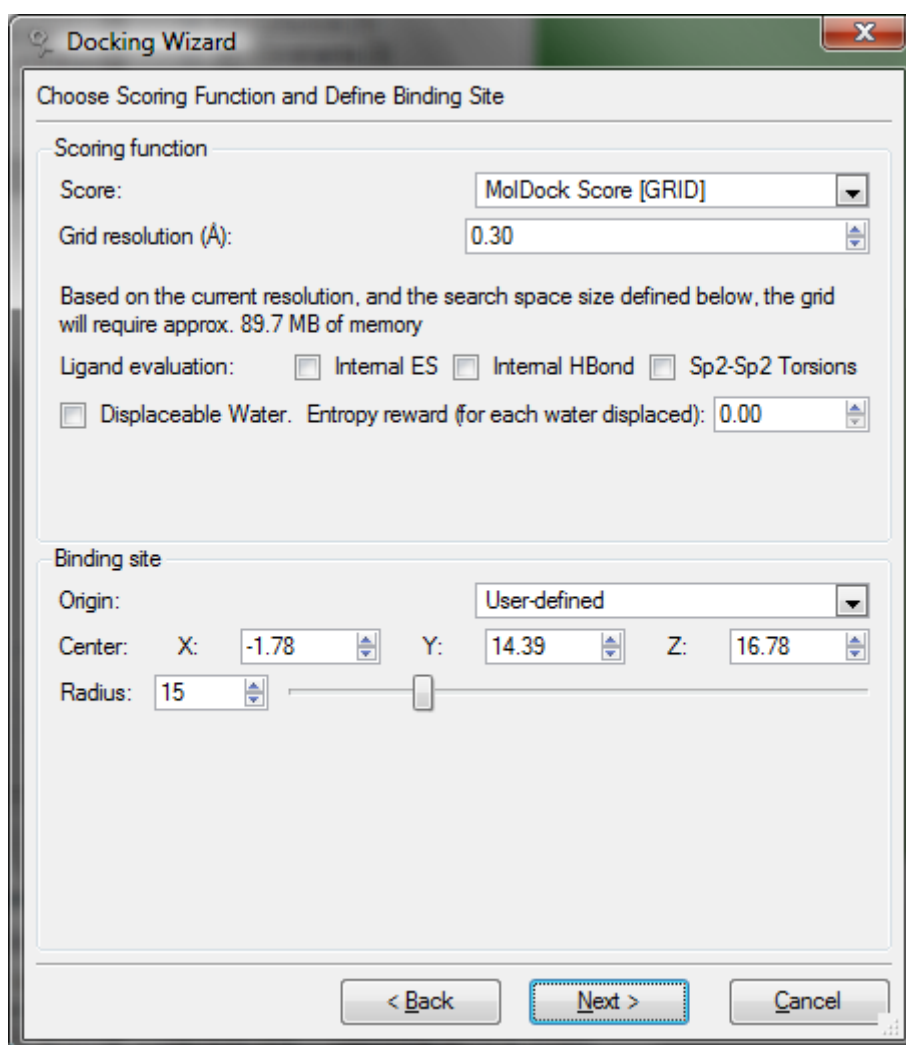 Docking Wizard
Choose Scoring Function and Define Binding Site
Scoring function
Score: MolDock Score [GRID]
Grid resolution (Å): 0.30
Based on the current resolution, and the search space size defined below, the grid
will require approx. 89.7 MB of memory
Ligand evaluation: Internal ES Internal HBond Sp2-Sp2 Torsions
Displaceable Water. Entropy reward (for each water displaced): 0.00
Binding site
Origin: User-defined
Center: X: -1.78 Y: 14.39 Z: 16.78
Radius: 15
< Back Next > Cancel